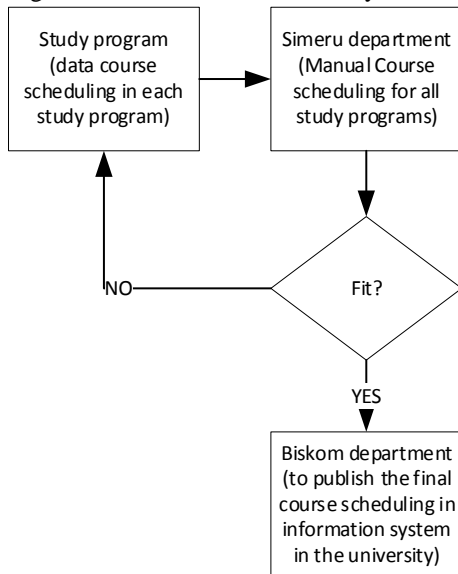 Study program
(data course
scheduling in each
study program)
Simeru department
(Manual Course
scheduling for all
study programs)
Fit?
NO
YES
Biskom department
(to publish the final
course scheduling in
information system
in the university)